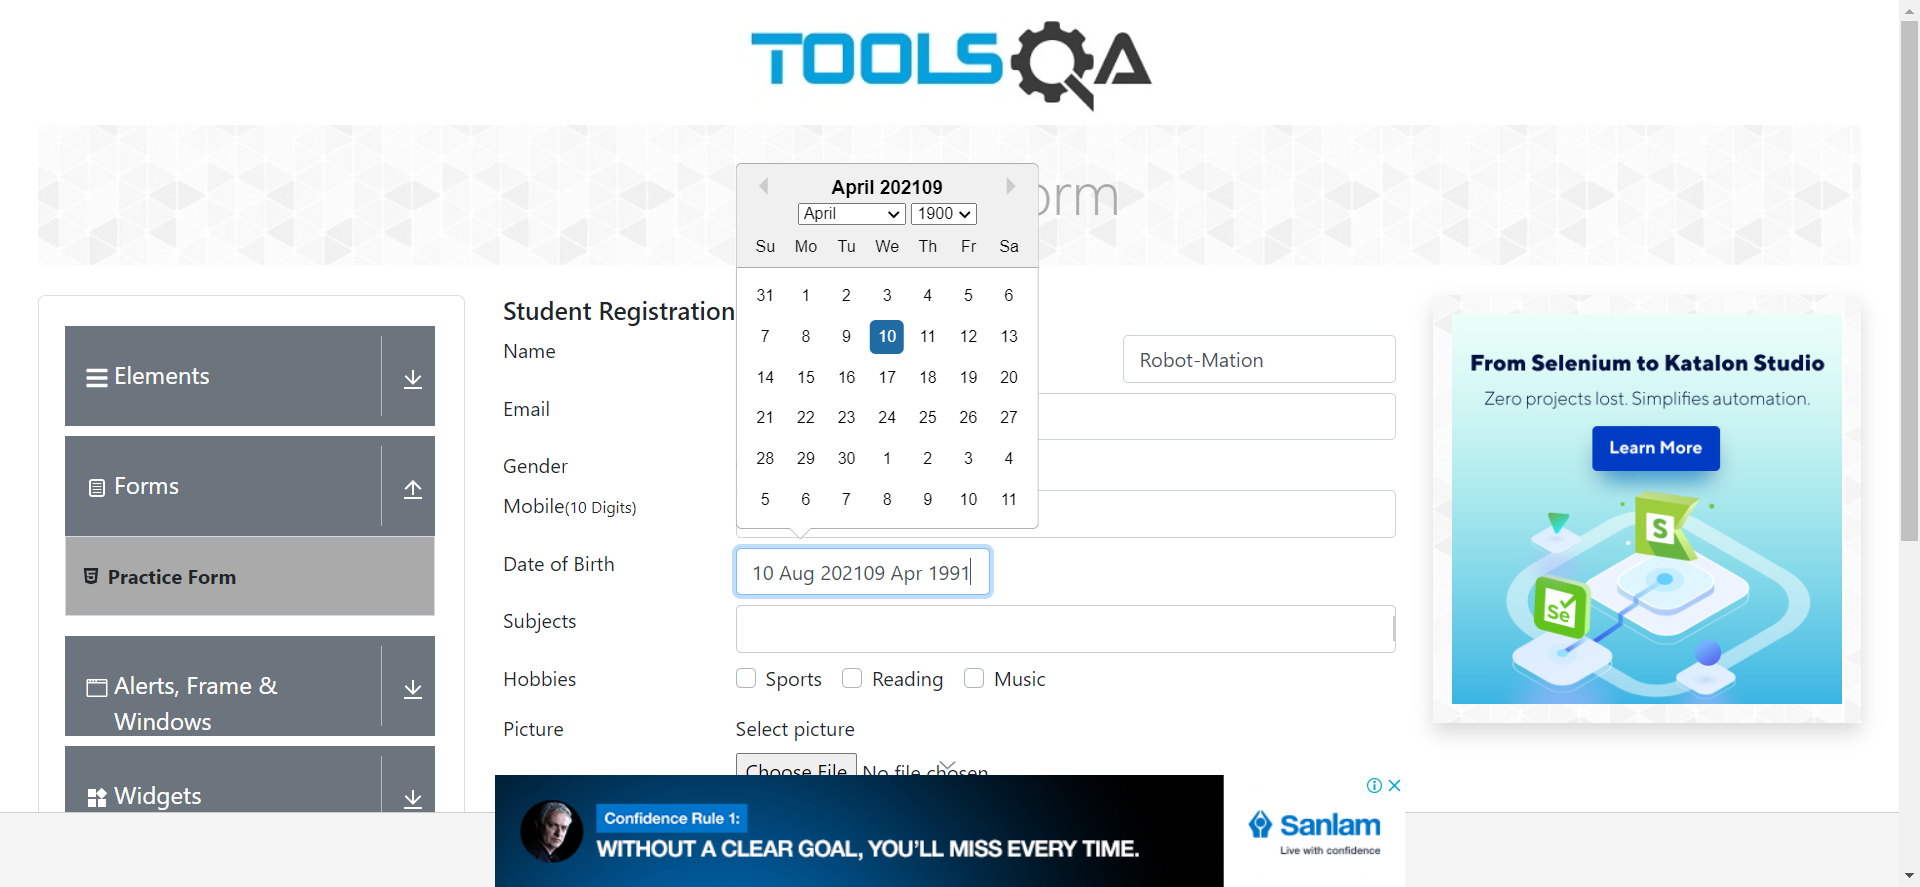 TOOLSQA
orm
April 202109
April 1900
Su Mo Tu We Th Fr Sa
31 1 2 3 4 5 6
7 8 9 10 11 12 13
14 15 16 17 18 19 20
21 22 23 24 25 26 27
28 29 30 1 2 3 4
5 6 7 8 9 10 11
Elements
Forms
Practice Form
Alerts, Frame &
Windows
Widgets
Student Registration
Name
Robot-Mation
Email
Gender
Mobile(10 Digits)
Date of Birth
10 Aug 202109 Apr 1991
Subjects
Hobbies
Sports Reading Music
Picture
Select picture
Choose File No file chosen
From Selenium to Katalon Studio
Zero projects lost. Simplifies automation.
Learn More
S
Se
Confidence Rule 1:
WITHOUT A CLEAR GOAL, YOU'LL MISS EVERY TIME.
Sanlam
Live with confidence